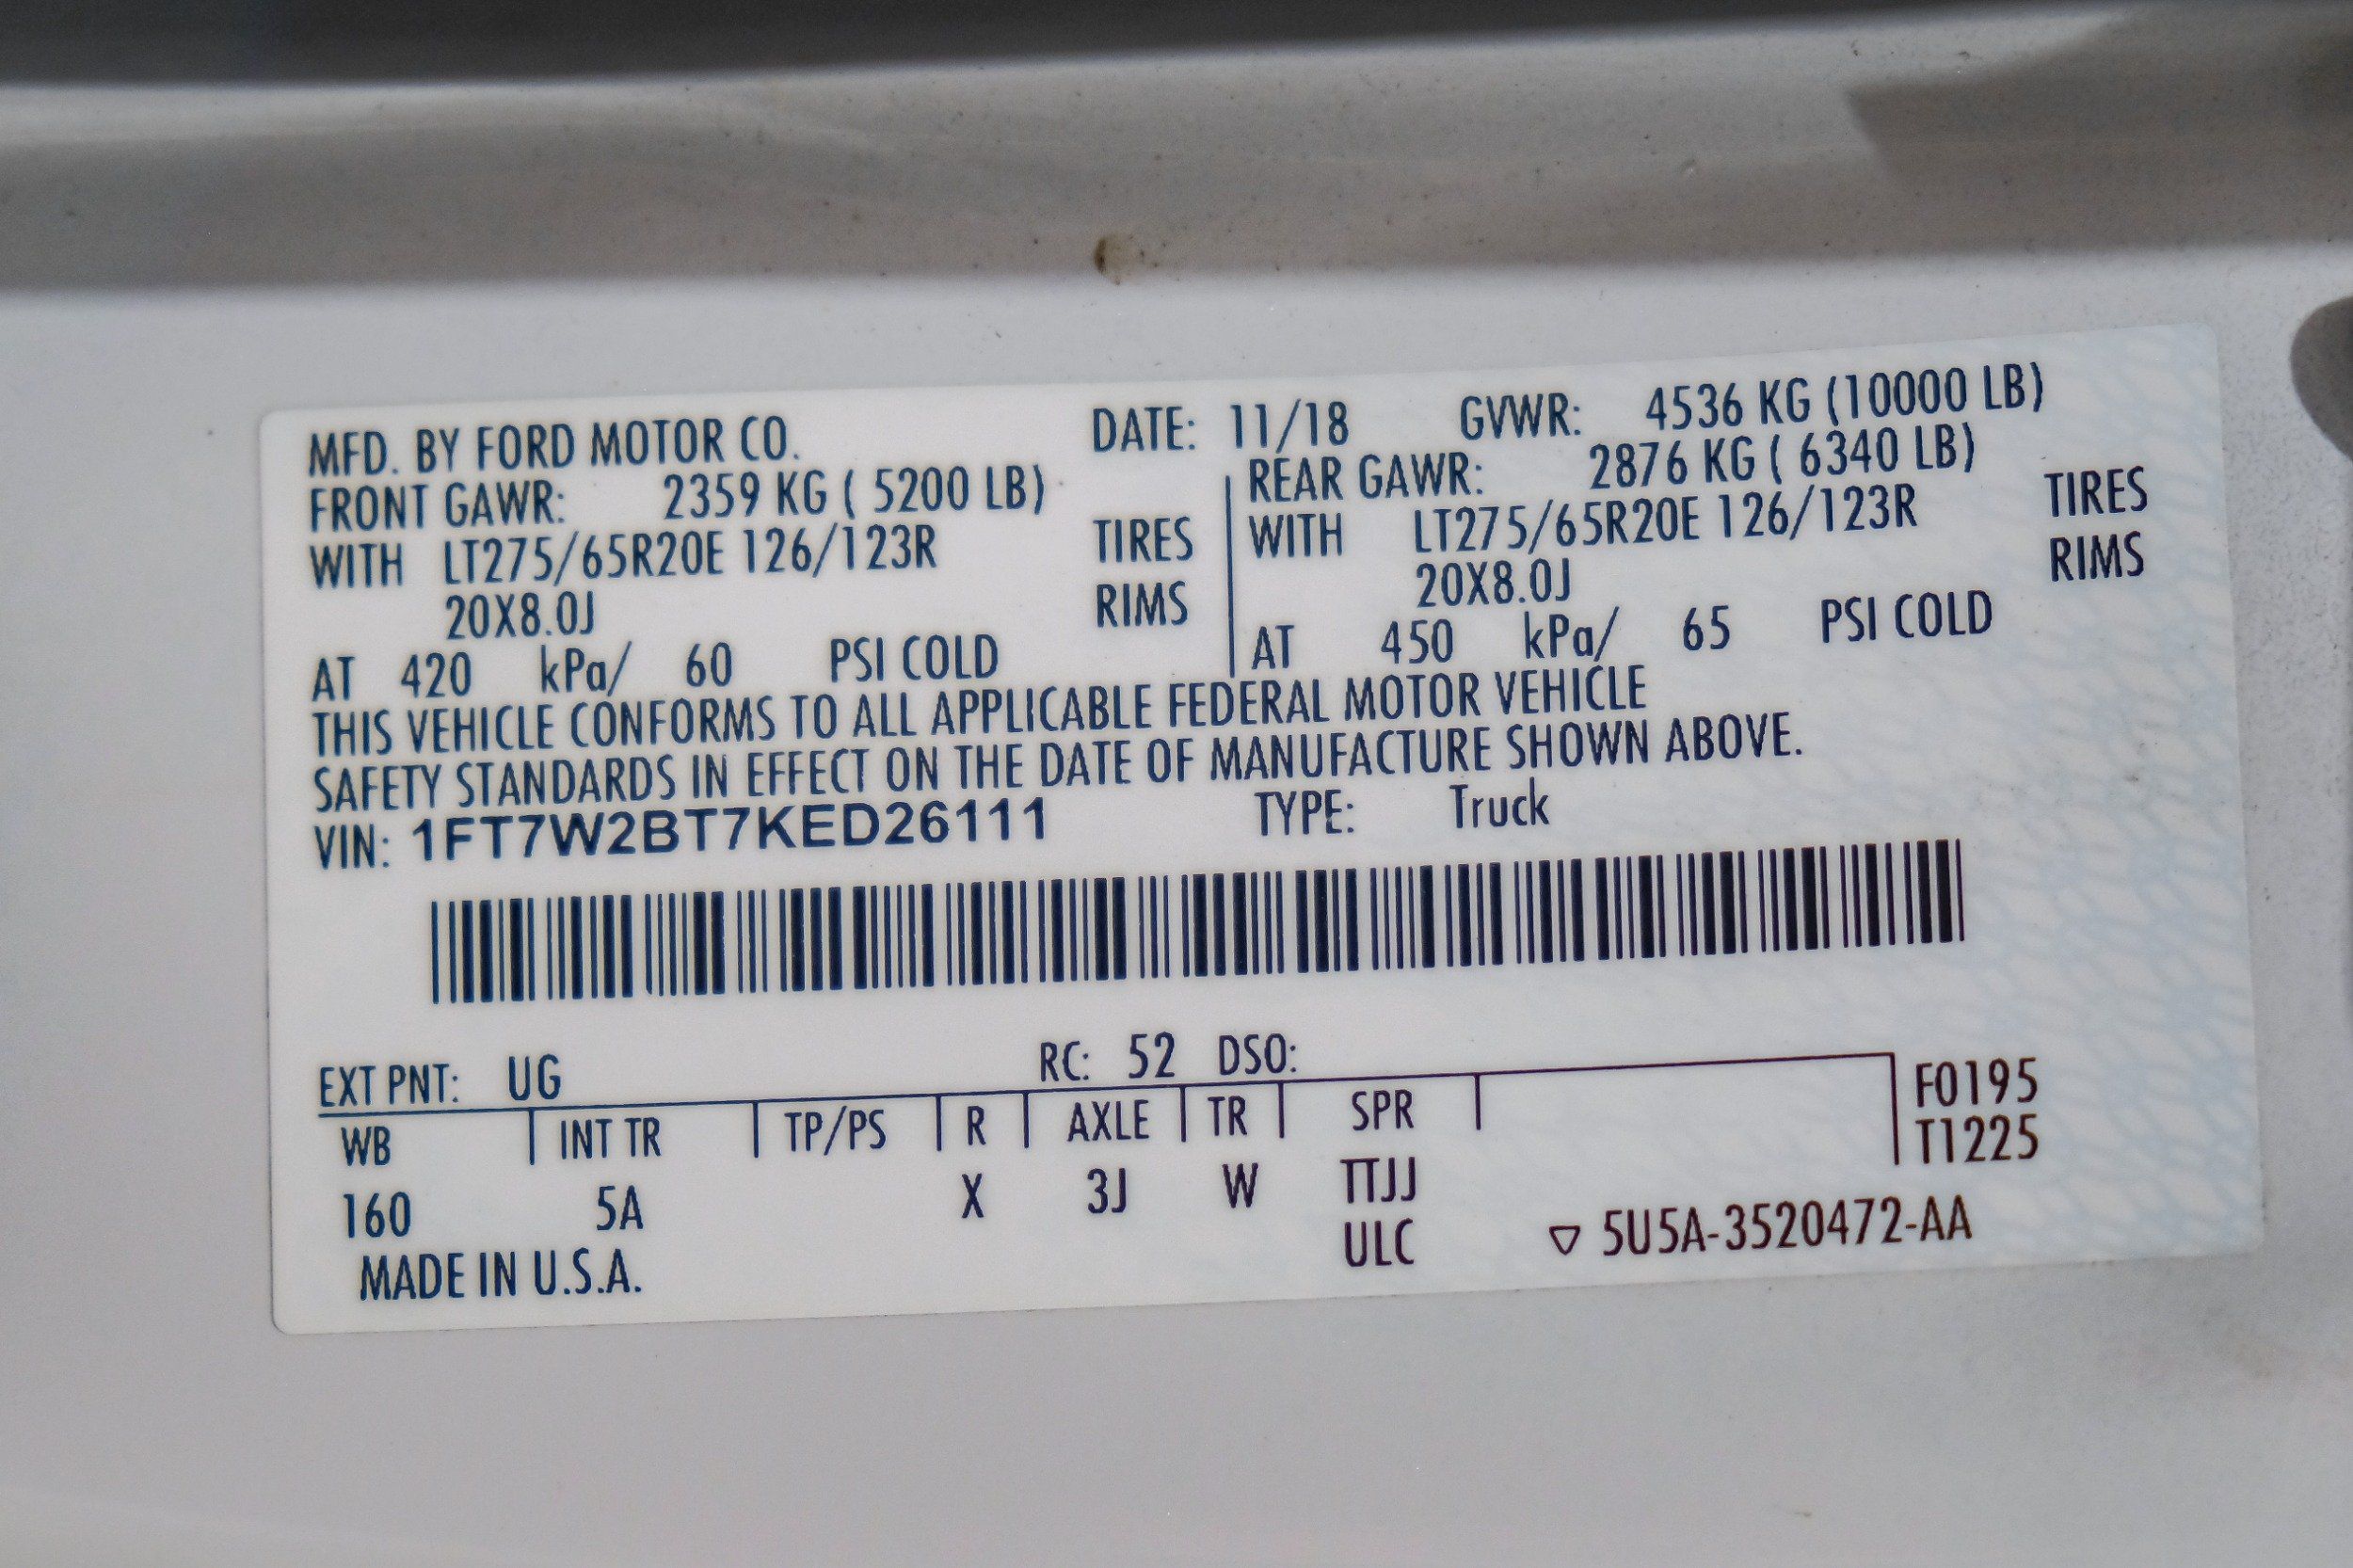 MFD. BY FORD MOTOR CO. DATE: 11/18 GVWR: 4536 KG (10000 LB)
FRONT GAWR: 2359 KG ( 5200 LB) REAR GAWR: 2876 KG ( 6340 LB)
WITH LT275/65R20E 126/123R TIRES WITH LT275/65R20E 126/123R TIRES
20X8.0J RIMS 20X8.0J RIMS
AT 420 kPa/ 60 PSI COLD AT 450 kPa/ 65 PSI COLD
THIS VEHICLE CONFORMS TO ALL APPLICABLE FEDERAL MOTOR VEHICLE
SAFETY STANDARDS IN EFFECT ON THE DATE OF MANUFACTURE SHOWN ABOVE.
VIN: 1FT7W2BT7KED26111 TYPE: Truck
EXT PNT: UG RC: 52 DSO:
WB INT TR TP/PS R AXLE TR SPR F0195
T1225
160 5A X 3J W TTJJ
ULC ▽ 5U5A-3520472-AA
MADE IN U.S.A.